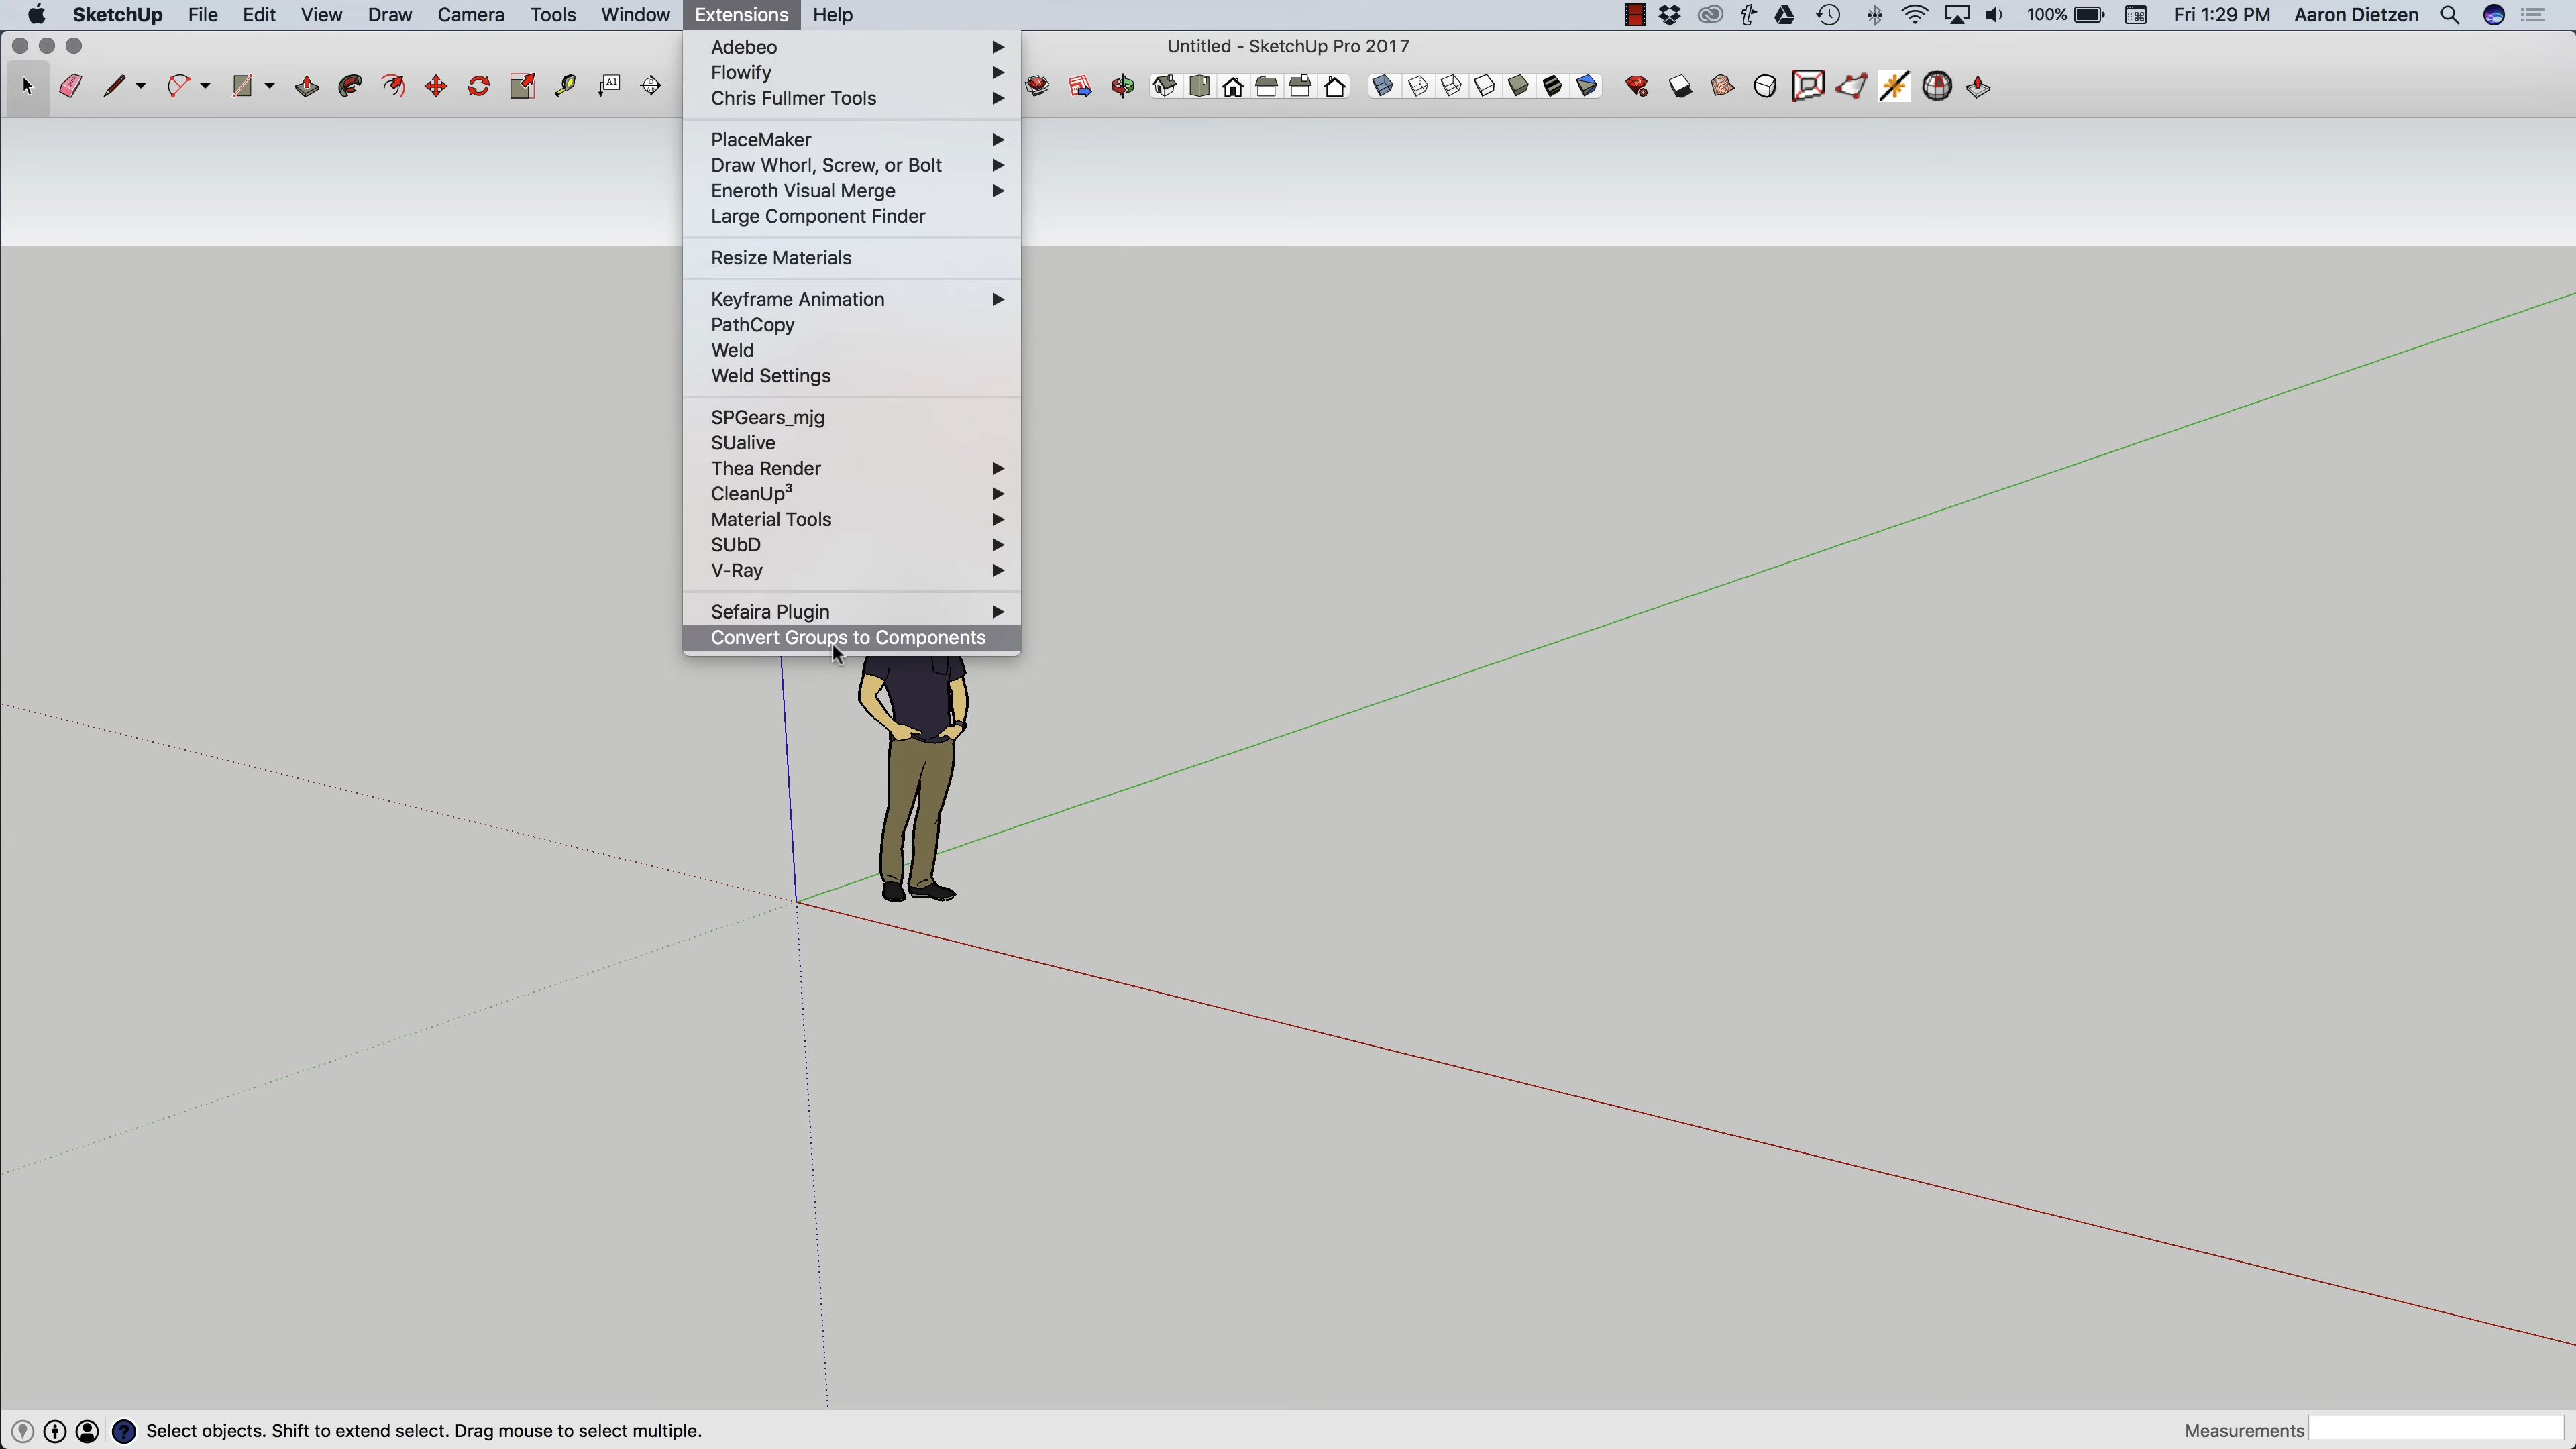 SketchUp File Edit View Draw Camera Tools Window Extensions Help 100% Fri 1:29 PM Aaron Dietzen
Untitled - SketchUp Pro 2017
A1
Adebeo
Flowify
Chris Fullmer Tools
PlaceMaker
Draw Whorl, Screw, or Bolt
Eneroth Visual Merge
Large Component Finder
Resize Materials
Keyframe Animation
PathCopy
Weld
Weld Settings
SPGears_mjg
SUalive
Thea Render
CleanUp³
Material Tools
SUbD
V-Ray
Sefaira Plugin
Convert Groups to Components
? Select objects. Shift to extend select. Drag mouse to select multiple. Measurements